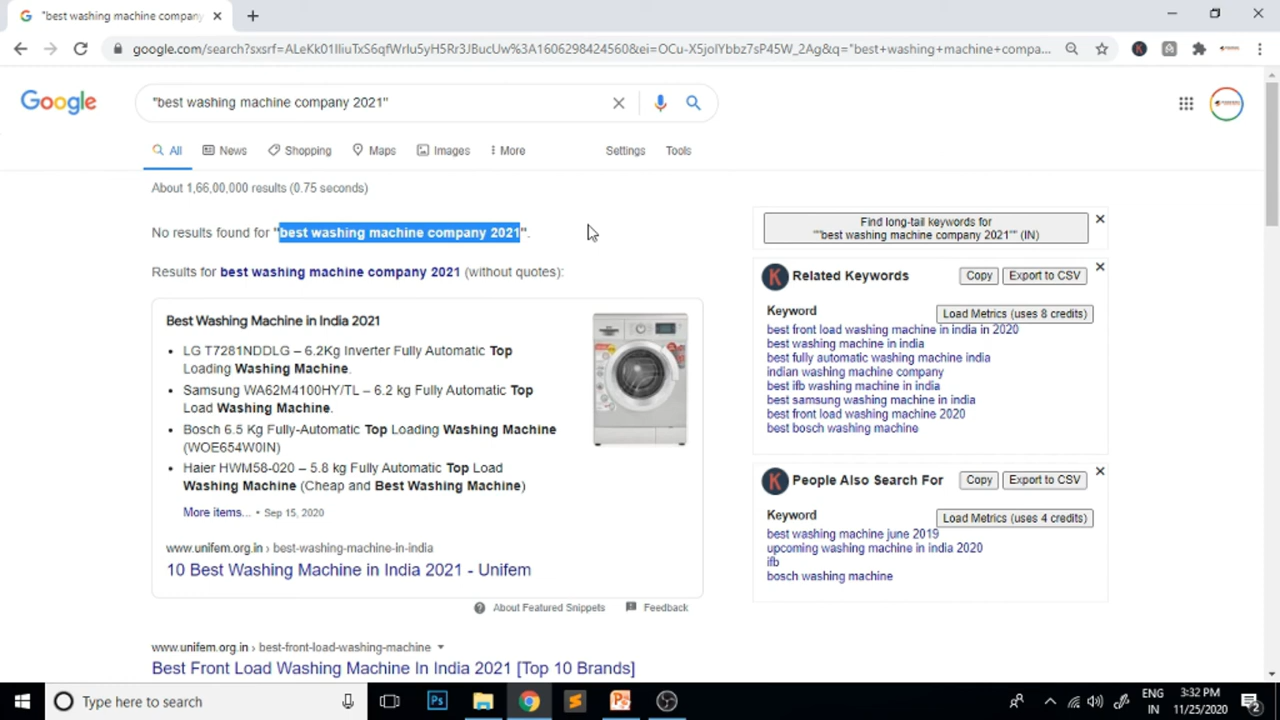 "best washing machine company
google.com/search?sxsrf=ALeKk01IliuTxS6qfWrIu5yH5Rr3JBucUw%3A1606298424560&ei=OCu-X5joIYbbz7sP45W_2Ag&q="best+washing+machine+compa...
Google
"best washing machine company 2021"
All
News
Shopping
Maps
Images
More
Settings
Tools
About 1,66,00,000 results (0.75 seconds)
No results found for "best washing machine company 2021".
Results for best washing machine company 2021 (without quotes):
Best Washing Machine in India 2021
• LG T7281NDDLG – 6.2Kg Inverter Fully Automatic Top
Loading Washing Machine.
• Samsung WA62M4100HY/TL – 6.2 kg Fully Automatic Top
Load Washing Machine.
• Bosch 6.5 Kg Fully-Automatic Top Loading Washing Machine
(WOE654W0IN)
• Haier HWM58-020 – 5.8 kg Fully Automatic Top Load
Washing Machine (Cheap and Best Washing Machine)
More items... • Sep 15, 2020
www.unifem.org.in › best-washing-machine-in-india
10 Best Washing Machine in India 2021 - Unifem
About Featured Snippets
Feedback
www.unifem.org.in › best-front-load-washing-machine
Best Front Load Washing Machine In India 2021 [Top 10 Brands]
Find long-tail keywords for
""best washing machine company 2021"" (IN)
K
Related Keywords
Copy
Export to CSV
Keyword
Load Metrics (uses 8 credits)
best front load washing machine in india in 2020
best washing machine in india
best fully automatic washing machine india
indian washing machine company
best ifb washing machine in india
best samsung washing machine in india
best front load washing machine 2020
best bosch washing machine
K
People Also Search For
Copy
Export to CSV
Keyword
Load Metrics (uses 4 credits)
best washing machine june 2019
upcoming washing machine in india 2020
ifb
bosch washing machine
Type here to search
Ps
ENG
IN
3:32 PM
11/25/2020
2